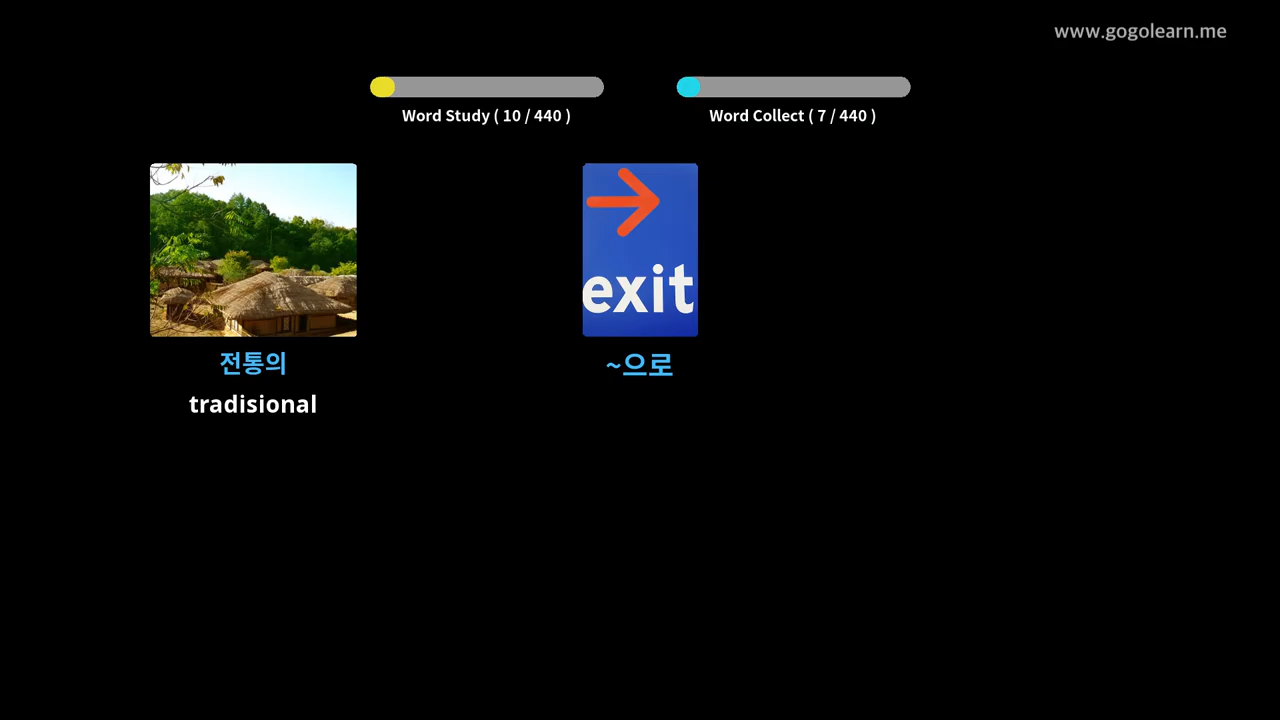 www.gogolearn.me
Word Study ( 10 / 440 )
Word Collect ( 7 / 440 )
exit
전통의
~으로
tradisional